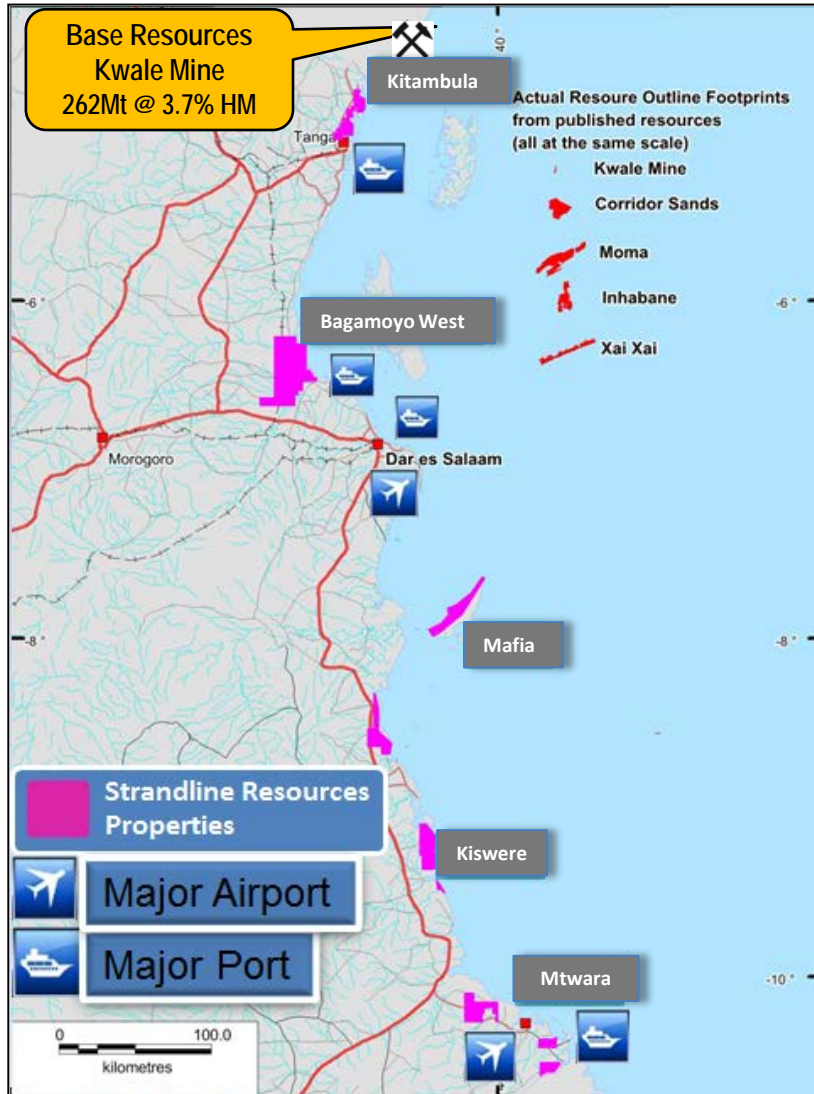 Base Resources
Kwale Mine
262Mt @ 3.7% HM
40°
Kitambula
Actual Resoure Outline Footprints
from published resources
(all at the same scale)
Kwale Mine
Corridor Sands
Moma
Inhabane
Xai Xai
Tanga
-6°
-6°
Bagamoyo West
Morogoro
Dar es Salaam
-8°
-8°
Mafia
Strandline Resources
Properties
Kiswere
Major Airport
Major Port
Mtwara
-10°
0
100.0
kilometres